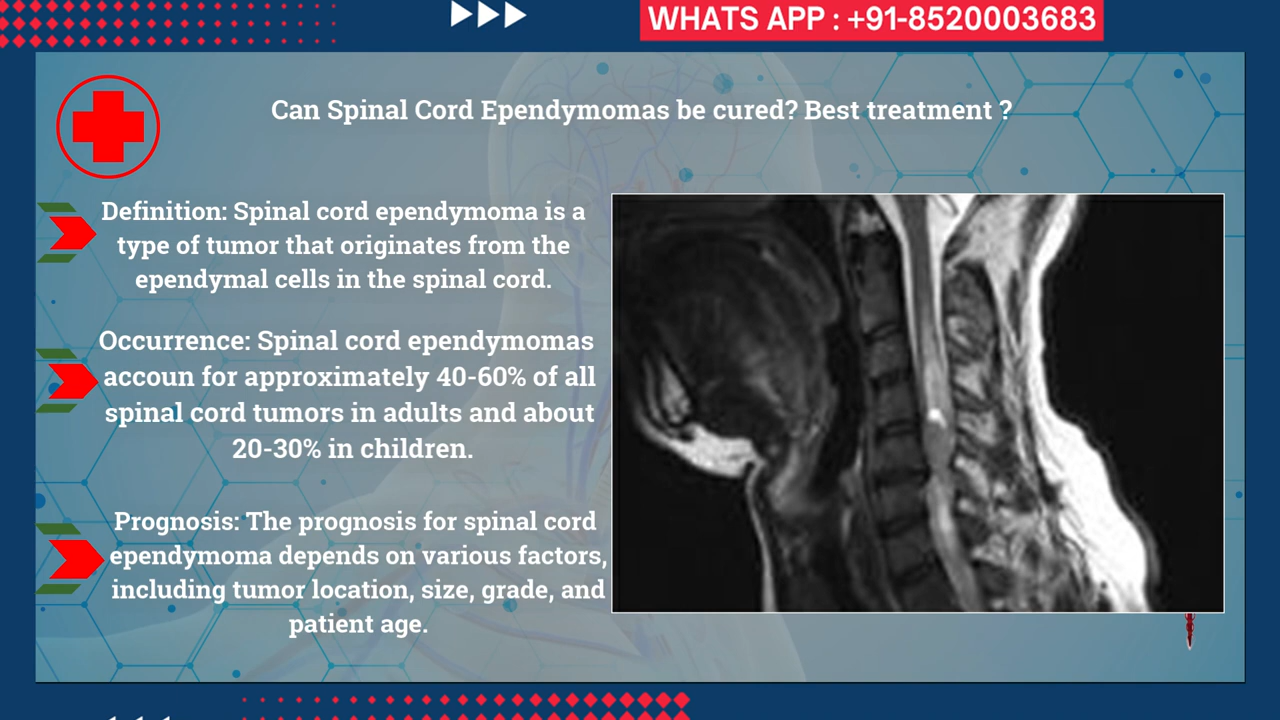 WHATS APP : +91-8520003683
Can Spinal Cord Ependymomas be cured? Best treatment ?
Definition: Spinal cord ependymoma is a
type of tumor that originates from the
ependymal cells in the spinal cord.
Occurrence: Spinal cord ependymomas
accoun for approximately 40-60% of all
spinal cord tumors in adults and about
20-30% in children.
Prognosis: The prognosis for spinal cord
ependymoma depends on various factors,
including tumor location, size, grade, and
patient age.